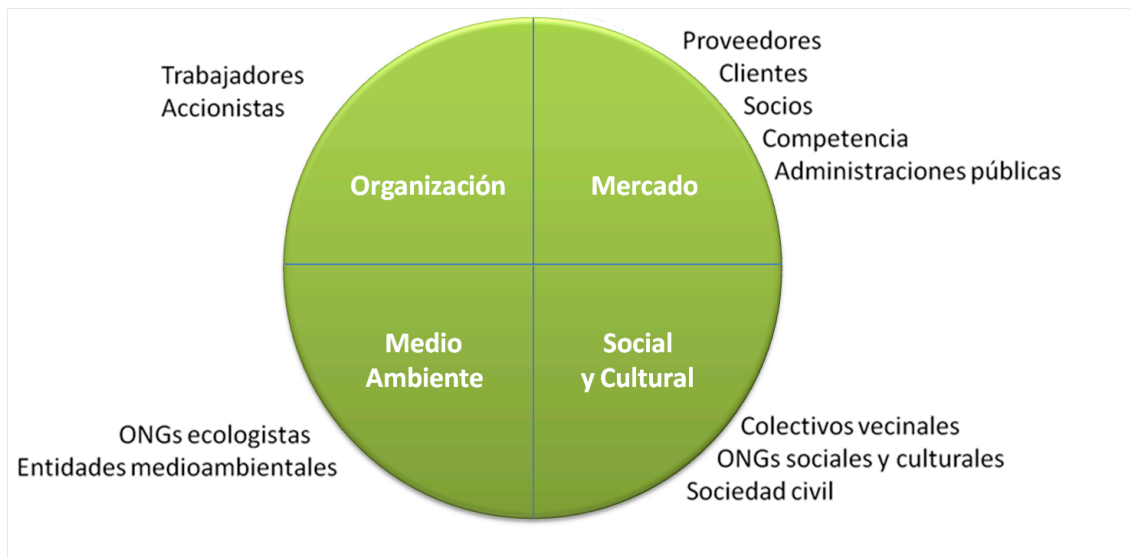 Trabajadores
Accionistas
Proveedores
Clientes
Socios
Competencia
Administraciones públicas
Organización
Mercado
Medio
Ambiente
Social
y Cultural
ONGs ecologistas
Entidades medioambientales
Colectivos vecinales
ONGs sociales y culturales
Sociedad civil